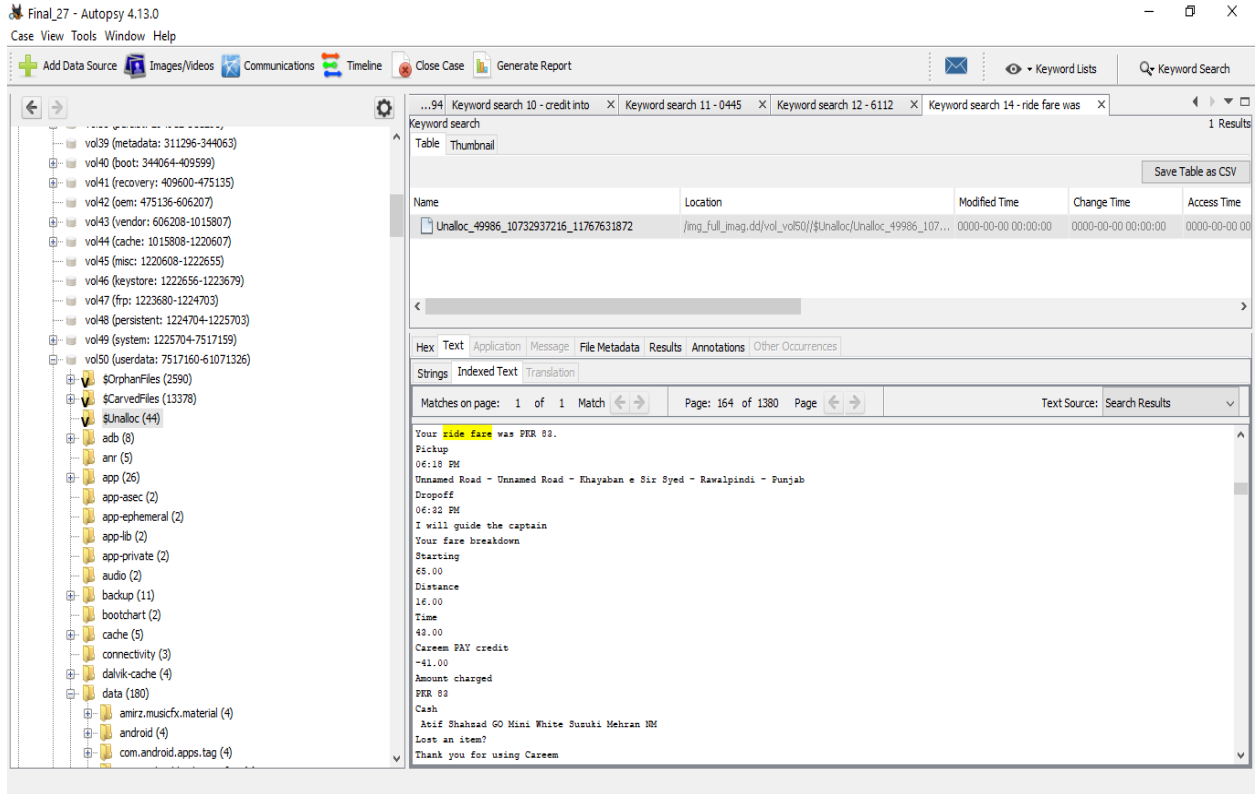 Final_27 - Autopsy 4.13.0
Case View Tools Window Help
Add Data Source Images/Videos Communications Timeline Close Case Generate Report Keyword Lists Keyword Search
vol39 (metadata: 311296-344063)
vol40 (boot: 344064-409599)
vol41 (recovery: 409600-475135)
vol42 (oem: 475136-606207)
vol43 (vendor: 606208-1015807)
vol44 (cache: 1015808-1220607)
vol45 (misc: 1220608-1222655)
vol46 (keystore: 1222656-1223679)
vol47 (frp: 1223680-1224703)
vol48 (persistent: 1224704-1225703)
vol49 (system: 1225704-7517159)
vol50 (userdata: 7517160-61071326)
$OrphanFiles (2590)
$CarvedFiles (13378)
$Unalloc (44)
adb (8)
anr (5)
app (26)
app-asec (2)
app-ephemeral (2)
app-lib (2)
app-private (2)
audio (2)
backup (11)
bootchart (2)
cache (5)
connectivity (3)
dalvik-cache (4)
data (180)
amirz.musicfx.material (4)
android (4)
com.android.apps.tag (4)
...94 Keyword search 10 - credit into X Keyword search 11 - 0445 X Keyword search 12 - 6112 X Keyword search 14 - ride fare was X
Keyword search 1 Results
Table Thumbnail
Save Table as CSV
Name Location Modified Time Change Time Access Time
Unalloc_49986_10732937216_11767631872 /img_full_imag.dd/vol_vol50//$Unalloc/Unalloc_49986_107... 0000-00-00 00:00:00 0000-00-00 00:00:00 0000-00-00 00
Hex Text Application Message File Metadata Results Annotations Other Occurrences
Strings Indexed Text Translation
Matches on page: 1 of 1 Match Page: 164 of 1380 Page Text Source: Search Results
Your ride fare was PKR 83.
Pickup
06:18 PM
Unnamed Road - Unnamed Road - Khayaban e Sir Syed - Rawalpindi - Punjab
Dropoff
06:32 PM
I will guide the captain
Your fare breakdown
Starting
65.00
Distance
16.00
Time
43.00
Careem PAY credit
-41.00
Amount charged
PKR 83
Cash
Atif Shahzad GO Mini White Suzuki Mehran NM
Lost an item?
Thank you for using Careem